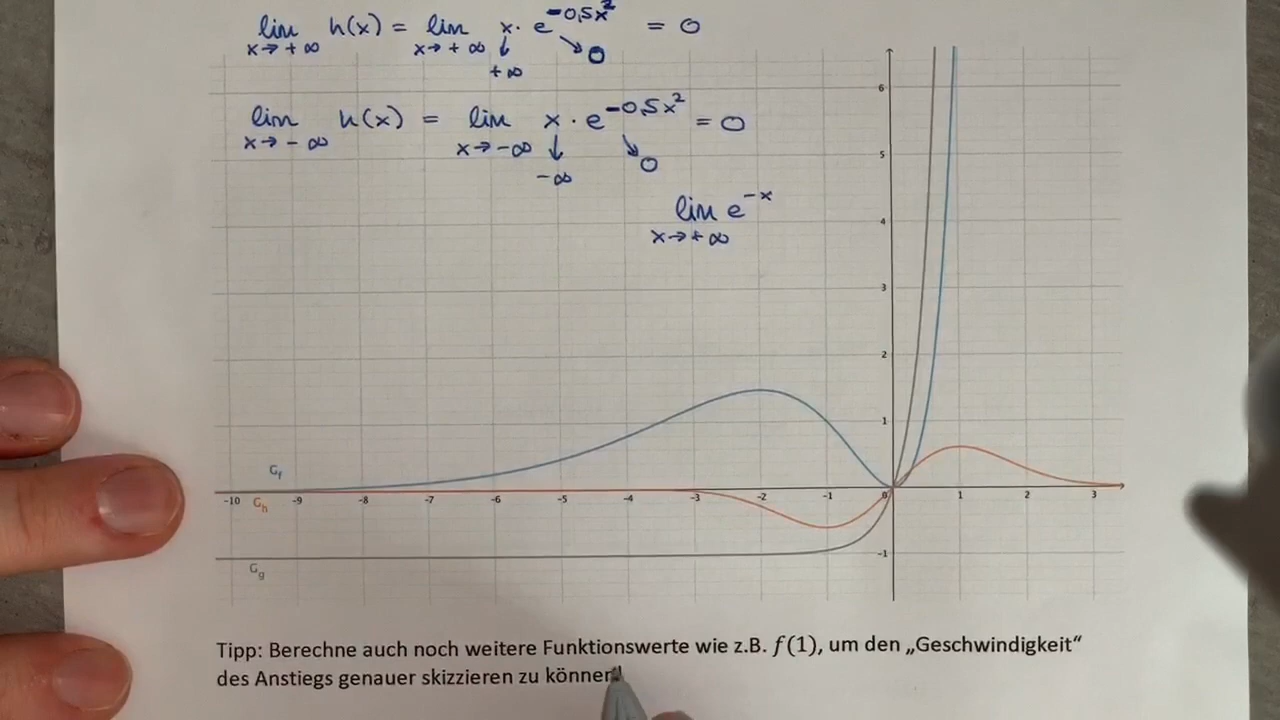 lim h(x) = lim x · e^-0,5x² = 0
x→+∞ x→+∞ ↓ ↘ 0
+∞
lim h(x) = lim x · e^-0,5x² = 0
x→-∞ x→-∞ ↓ ↘ 0
-∞
lim e^-x
x→+∞
6
5
4
3
2
1
G_f
-10 -9 -8 -7 -6 -5 -4 -3 -2 -1 0 1 2 3
G_h
-1
G_g
Tipp: Berechne auch noch weitere Funktionswerte wie z.B. f(1), um den „Geschwindigkeit“
des Anstiegs genauer skizzieren zu können